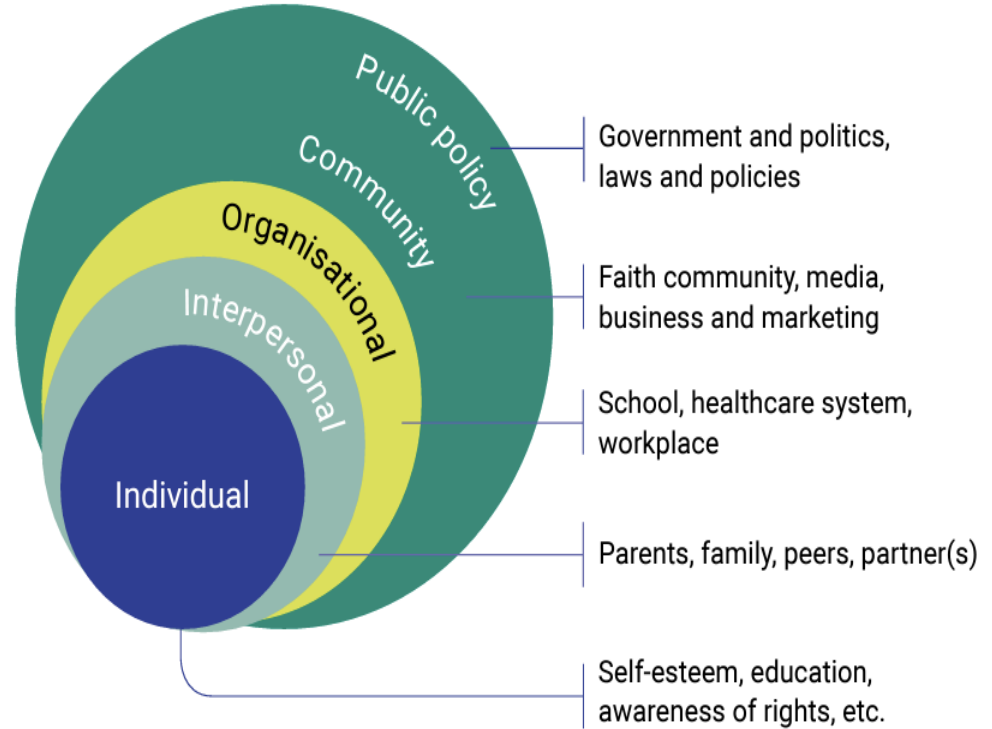 Public policy
Community
Organisational
Interpersonal
Individual
Government and politics,
laws and policies
Faith community, media,
business and marketing
School, healthcare system,
workplace
Parents, family, peers, partner(s)
Self-esteem, education,
awareness of rights, etc.